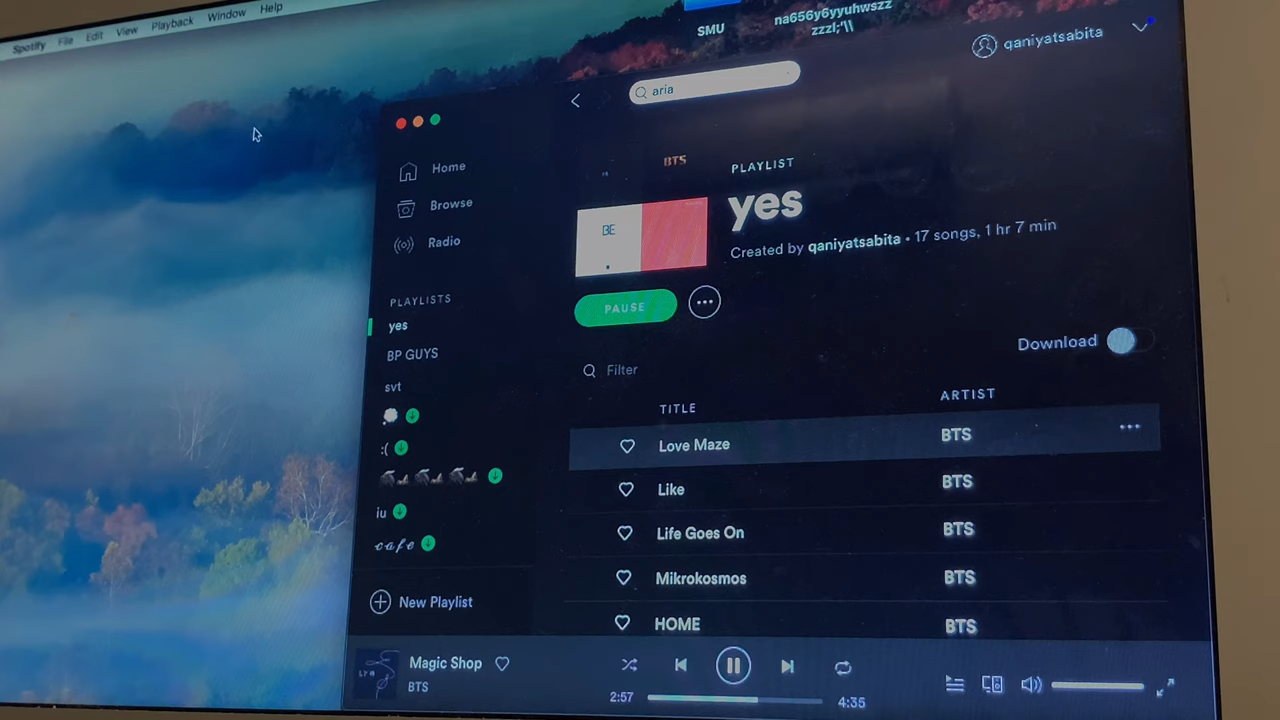 Spotify File Edit View Playback Window Help
SMU
na656y6yyuhwszz
zzzl;'\\
aria
qaniyatsabita
Home
Browse
Radio
PLAYLISTS
yes
BP GUYS
svt
:(
iu
cafe
New Playlist
BTS
BE
PLAYLIST
yes
Created by qaniyatsabita • 17 songs, 1 hr 7 min
PAUSE
Download
Filter
TITLE ARTIST
Love Maze BTS
Like BTS
Life Goes On BTS
Mikrokosmos BTS
HOME BTS
Magic Shop
BTS
2:57
4:35